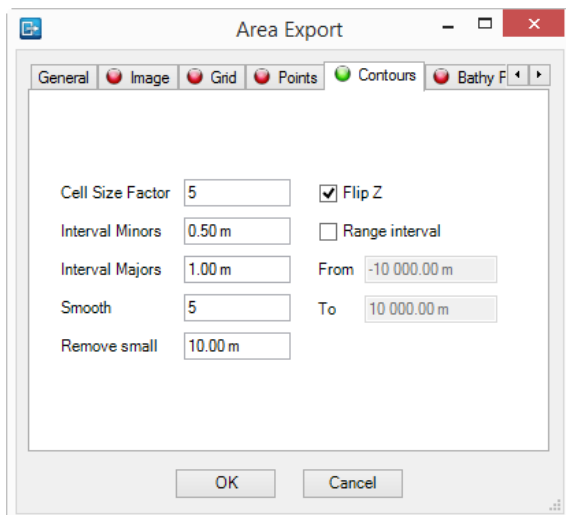 Area Export
General Image Grid Points Contours Bathy F
Cell Size Factor 5 Flip Z
Interval Minors 0.50 m Range interval
Interval Majors 1.00 m From -10 000.00 m
Smooth 5 To 10 000.00 m
Remove small 10.00 m
OK Cancel